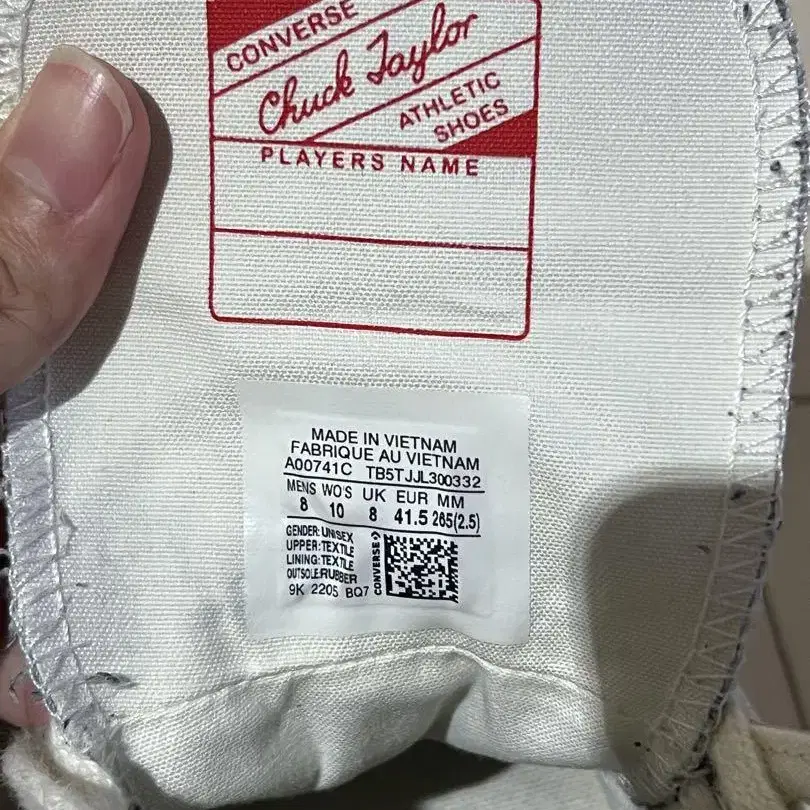 CONVERSE
Chuck Taylor
ATHLETIC
SHOES
PLAYERS NAME
MADE IN VIETNAM
FABRIQUE AU VIETNAM
A00741C TB5TJJL300332
MENS WO'S UK EUR MM
8 10 8 41.5 265(2.5)
GENDER: UNISEX
UPPER: TEXTILE
LINING: TEXTILE
OUTSOLE: RUBBER
9K 2205 BQ7
CONVERSE